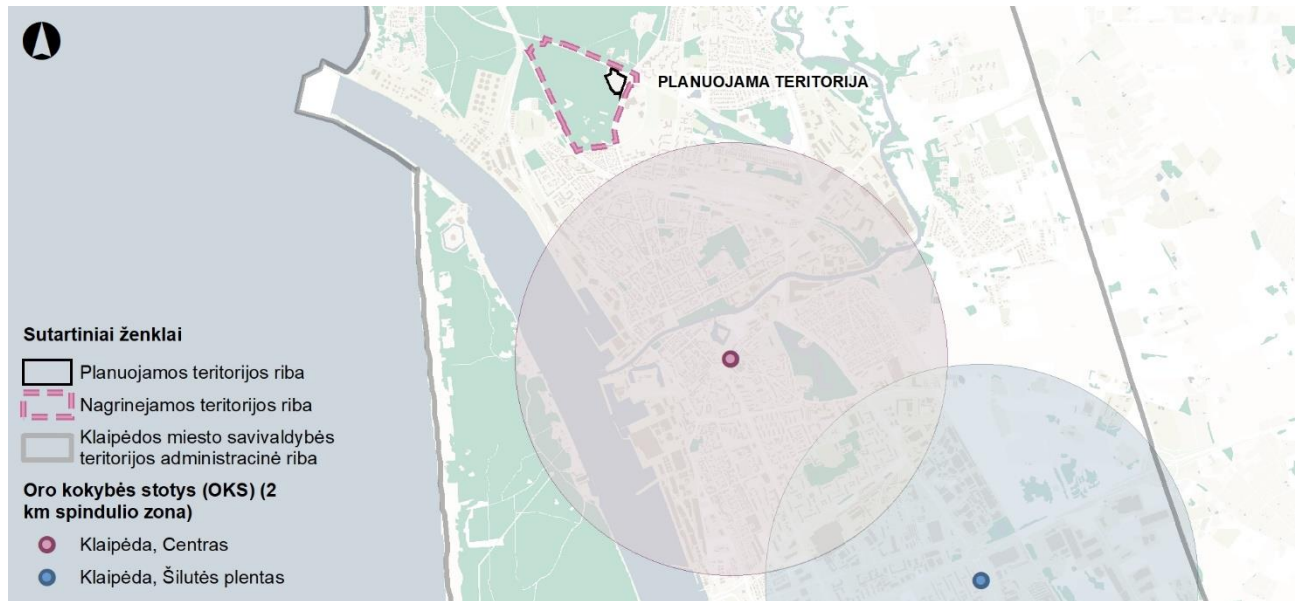 PLANUOJAMA TERITORIJA
Sutartiniai ženklai
Planuojamos teritorijos riba
Nagrinejamos teritorijos riba
Klaipėdos miesto savivaldybės
teritorijos administracinė riba
Oro kokybės stotys (OKS) (2
km spindulio zona)
Klaipėda, Centras
Klaipėda, Šilutės plentas